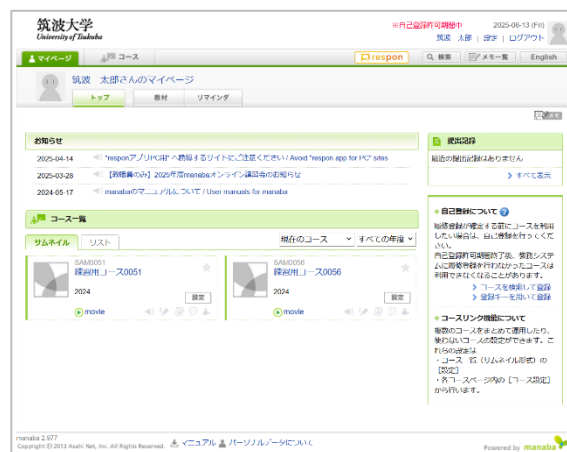 筑波大学
University of Tsukuba
※自己登録許可期間中
2025-06-13 (Fri)
筑波 太郎 | 設定 | ログアウト
マイページ
コース
respon
検索
メモ一覧
English
筑波 太郎さんのマイページ
トップ
教材
リマインダ
メモ
お知らせ
2025-04-14 "responアプリPC用" へ誘導するサイトにご注意ください / Avoid "respon app for PC" sites
2025-03-28 【教職員のみ】2025年度manabaオンライン講習会のお知らせ
2024-05-17 manabaのマニュアルについて / User manuals for manaba
コース一覧
サムネイル
リスト
現在のコース
すべての年度
SAM0051
練習用コース0051
2024
設定
movie
SAM0056
練習用コース0056
2024
設定
movie
提出記録
最近の提出記録はありません
すべて表示
自己登録について
履修登録が確定する前にコースを利用
したい場合は、自己登録を行ってくだ
さい。
自己登録許可期間終了後、教務システ
ムに履修登録を行わなかったコースは
利用できなくなることがあります。
コースを検索して登録
登録キーを用いて登録
コースリンク機能について
複数のコースをまとめて運用したり、
使わないコースの設定ができます。こ
れらの設定は
・コース一覧（サムネイル形式）の
［設定］
・各コースページ内の［コース設定］
から行います。
manaba 2.977
Copyright © 2013 Asahi Net, Inc. All Rights Reserved.
マニュアル
パーソナルデータについて
Powered by manaba